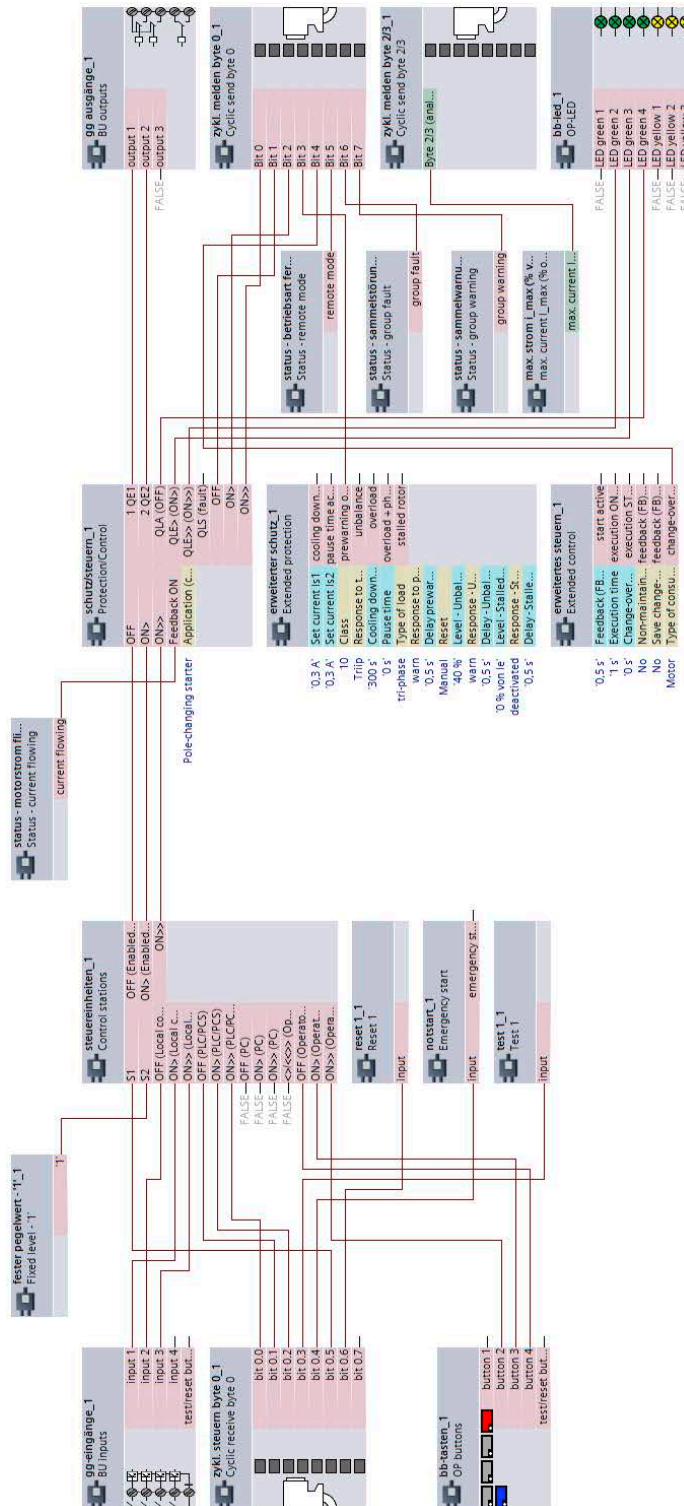 gg-eingänge_1
BU inputs
input 1
input 2
input 3
input 4
test/reset but...
zykl. steuern byte 0_1
Cyclic receive byte 0
bit 0.0
bit 0.1
bit 0.2
bit 0.3
bit 0.4
bit 0.5
bit 0.6
bit 0.7
bb-tasten_1
OP buttons
button 1
button 2
button 3
button 4
test/reset but...
fester pegelwert - '1'_1
Fixed level - '1'
'1'
steuereinheiten_1
Control stations
S1
S2
OFF (Local co...
ON> (Local c...
ON>> (Local...
OFF (PLC/PCS)
ON> (PLC/PCS)
ON>> (PLC/PC...
FALSE OFF (PC)
FALSE ON> (PC)
FALSE ON>> (PC)
FALSE <>/<<>> (Op...
OFF (Operato...
ON> (Operat...
ON>> (Opera...
OFF (Enabled...
ON> (Enabled...
ON>>
reset 1_1
Reset 1
input
notstart_1
Emergency start
input emergency st...
test 1_1
Test 1
input
status - motorstrom fli...
Status - current flowing
current flowing
schutz/steuern_1
Protection/Control
OFF
ON>
ON>>
Feedback ON
Pole-changing starter Application (c...
1 QE1
2 QE2
QLA (OFF)
QLE> (ON>)
QLE>> (ON>>)
QLS (fault)
OFF
ON>
ON>>
erweiterter schutz_1
Extended protection
'0,3 A' Set current Is1 cooling down...
'0,3 A' Set current Is2 pause time ac...
10 Class prewarning o...
Triip Response to t... unbalance
'300 s' Cooling down... overload
'0 s' Pause time overload + ph...
tri-phase Type of load stalled rotor
warn Response to p...
'0,5 s' Delay prewar...
Manual Reset
'40 %' Level - Unbal...
warn Response - U...
'0,5 s' Delay - Unbal...
'0 % von Ie' Level - Stalled...
deactivated Response - St...
'0,5 s' Delay - Stalle...
erweitertes steuern_1
Extended control
'0,5 s' Feedback (FB... start active
'1 s' Execution time execution ON...
'0 s' Change-over... execution ST...
No Non-maintain... feedback (FB)...
No Save change-... feedback (FB)...
Motor Type of consu... change-over...
status - betriebsart fer...
Status - remote mode
remote mode
status - sammelstörun...
Status - group fault
group fault
status - sammelwarnu...
Status - group warning
group warning
max. strom i_max (% v...
max. current i_max (% o...
max. current I...
gg ausgänge_1
BU outputs
output 1
output 2
FALSE output 3
zykl. melden byte 0_1
Cyclic send byte 0
Bit 0
Bit 1
Bit 2
Bit 3
Bit 4
Bit 5
Bit 6
Bit 7
zykl. melden byte 2/3_1
Cyclic send byte 2/3
Byte 2/3 (anal...
bb-led_1
OP-LED
FALSE LED green 1
LED green 2
LED green 3
LED green 4
FALSE LED yellow 1
FALSE LED yellow 2